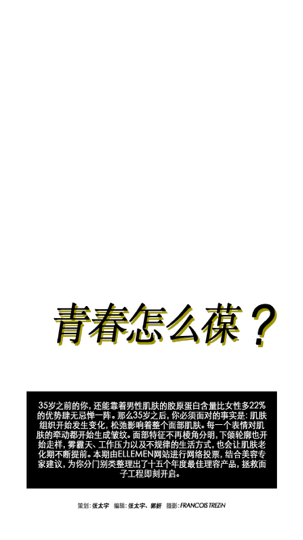 青春怎么葆？
35岁之前的你，还能靠着男性肌肤的胶原蛋白含量比女性多22%
的优势肆无忌惮一阵。那么35岁之后，你必须面对的事实是：肌肤
组织开始发生变化，松弛影响着整个面部肌肤。每一个表情对肌
肤的牵动都开始生成皱纹。面部特征不再棱角分明，下颌轮廓也开
始走样，雾霾天、工作压力以及不规律的生活方式，也会让肌肤老
化期不断提前。本期由ELLEMEN网站进行网络投票，结合美容专
家建议，为你分门别类整理出了十五个年度最佳理容产品，拯救面
子工程即刻开启。
策划：张太宇 编辑：张太宇、郭妍 摄影：FRANCOIS TREZIN